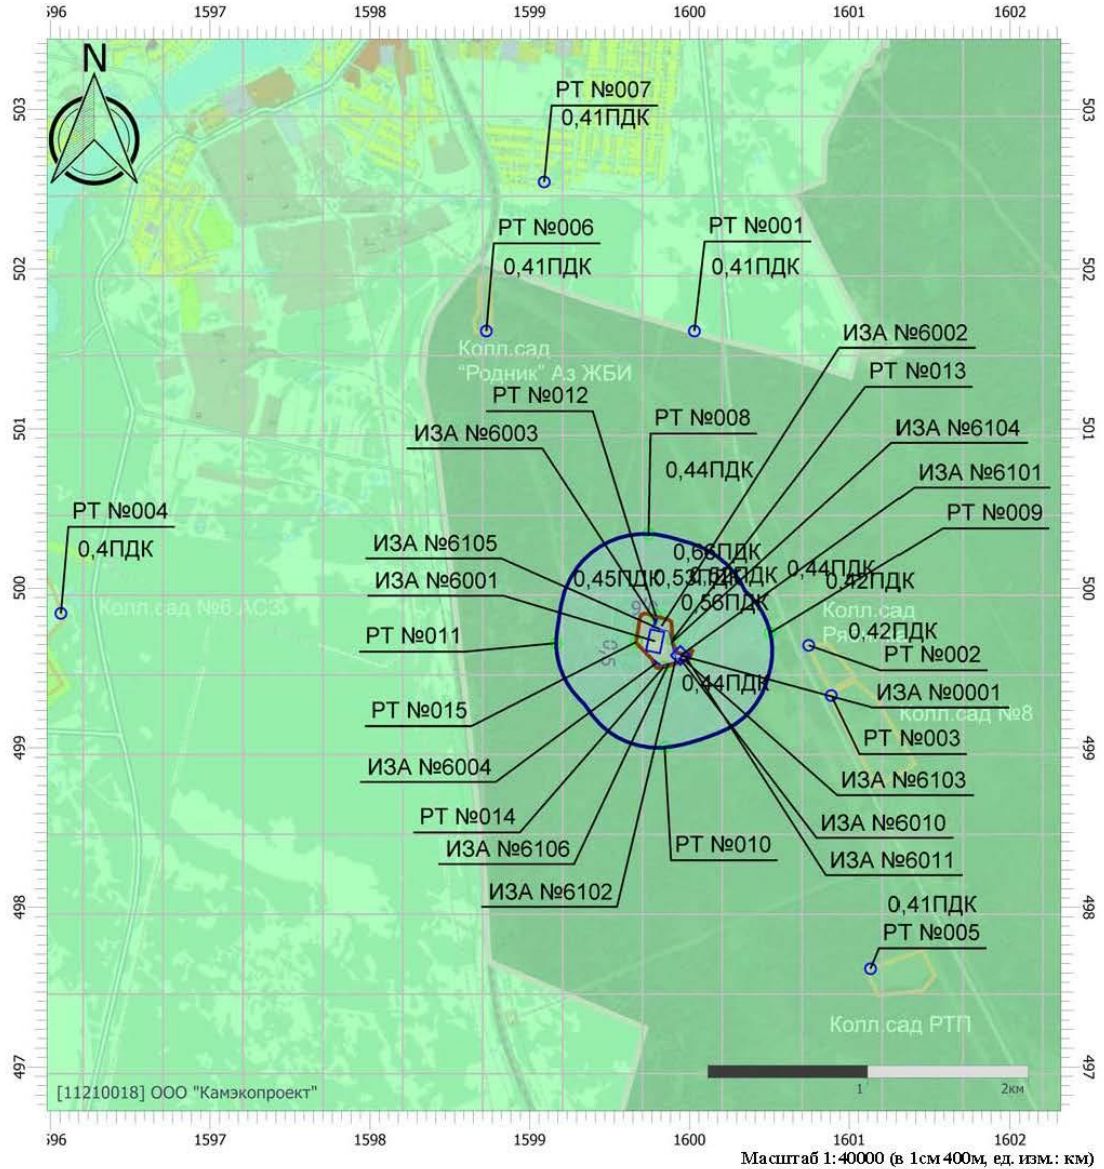 596 1597 1598 1599 1600 1601 1602
N
503 503
РТ №007
0,41ПДК
РТ №006
0,41ПДК
РТ №001
0,41ПДК
502 502
ИЗА №6002
Колл.сад
"Родник" Аз ЖБИ
РТ №013
РТ №012
РТ №008
ИЗА №6104
501 501
ИЗА №6003
0,44ПДК
ИЗА №6101
РТ №004
РТ №009
0,4ПДК
ИЗА №6105
ИЗА №6001
0,45ПДК
0,44ПДК
0,42ПДК
0,56ПДК
500 500
Колл.сад №6 АСЗ
Колл.сад
РТ №011
0,5
0,42ПДК
РТ №002
0,44ПДК
ИЗА №0001
РТ №015
Колл.сад №8
РТ №003
499 499
ИЗА №6004
ИЗА №6103
РТ №014
ИЗА №6010
ИЗА №6106
РТ №010
ИЗА №6011
ИЗА №6102
498 498
0,41ПДК
РТ №005
Колл.сад РТП
497 497
[11210018] ООО "Камэкопроект"
1 2км
596 1597 1598 1599 1600 1601 1602
Масштаб 1:40000 (в 1см 400м, ед. изм.: км)